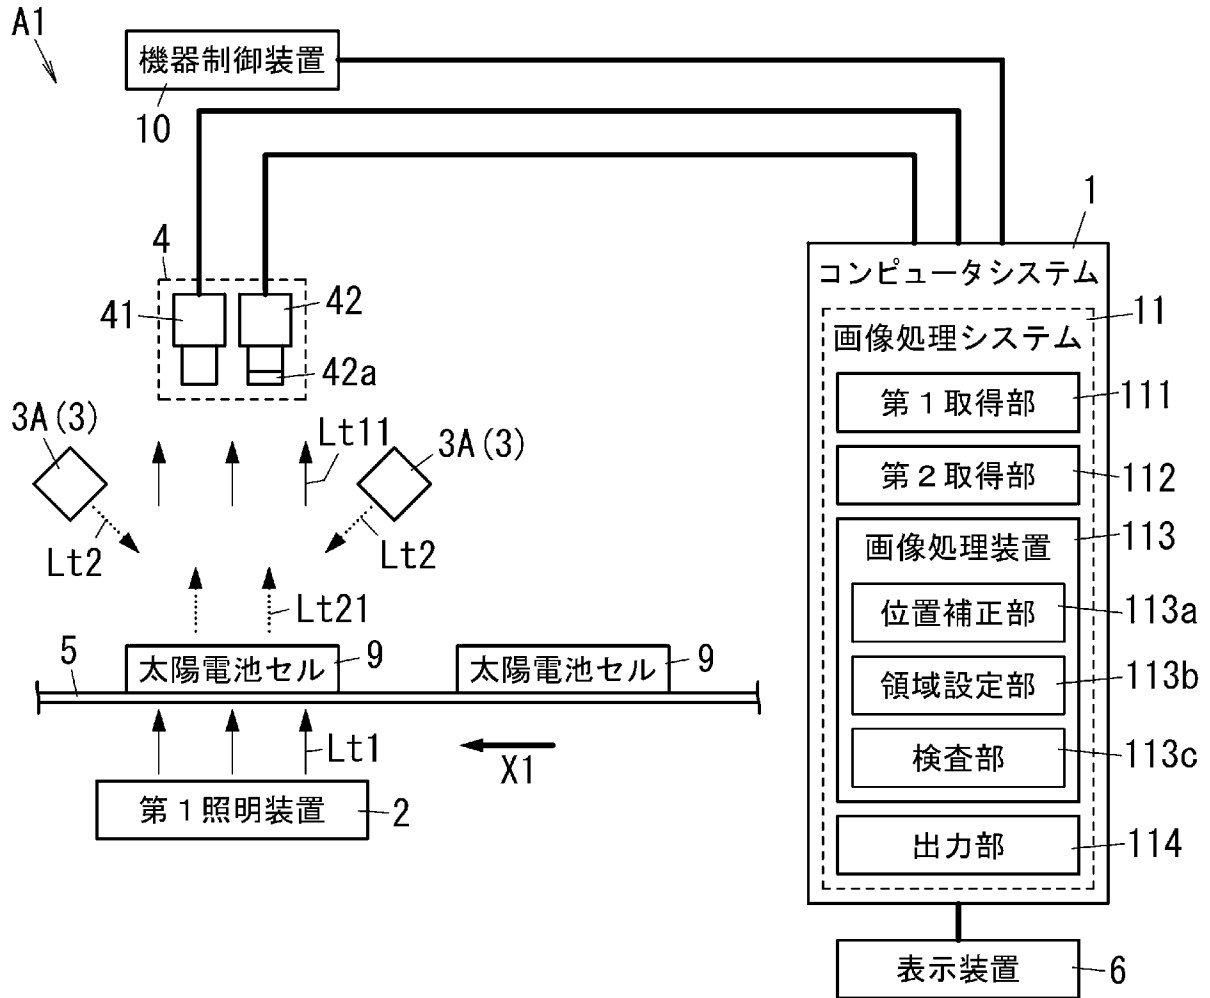 A1
機器制御装置
10
1
4
コンピュータシステム
41
42
11
画像処理システム
42a
第１取得部
111
3A(3)
Lt11
3A(3)
第２取得部
112
画像処理装置
113
Lt2
Lt2
Lt21
位置補正部
113a
5
太陽電池セル
9
太陽電池セル
9
領域設定部
113b
Lt1
X1
検査部
113c
第１照明装置
2
出力部
114
表示装置
6